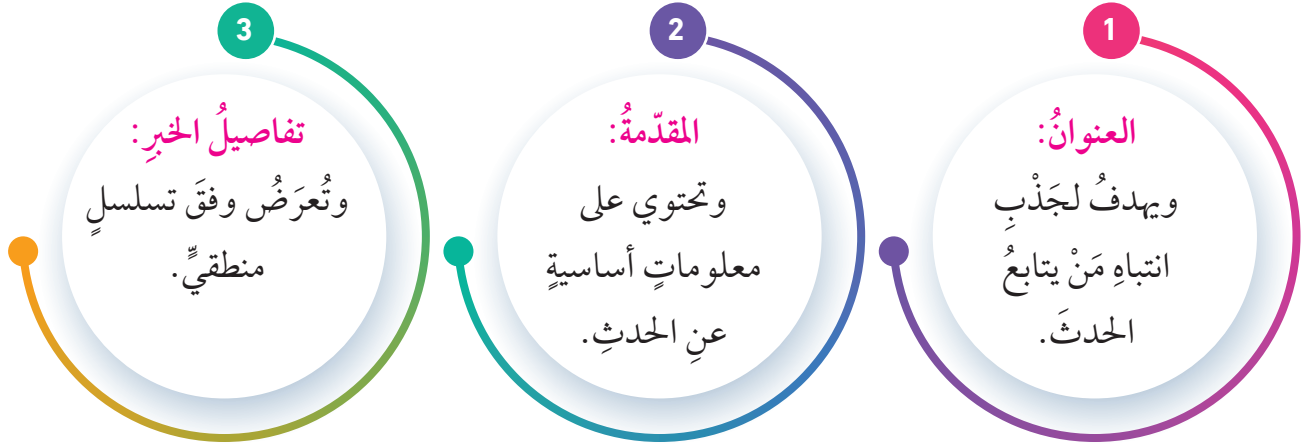 1
العنوانُ:
ويهدفُ لجَذْبِ
انتباهِ مَنْ يتابعُ
الحدثَ.
2
المقدّمةُ:
وتحتوي على
معلوماتٍ أساسيةٍ
عنِ الحدثِ.
3
تفاصيلُ الخبرِ:
وتُعرَضُ وفقَ تسلسلٍ
منطقيٍّ.